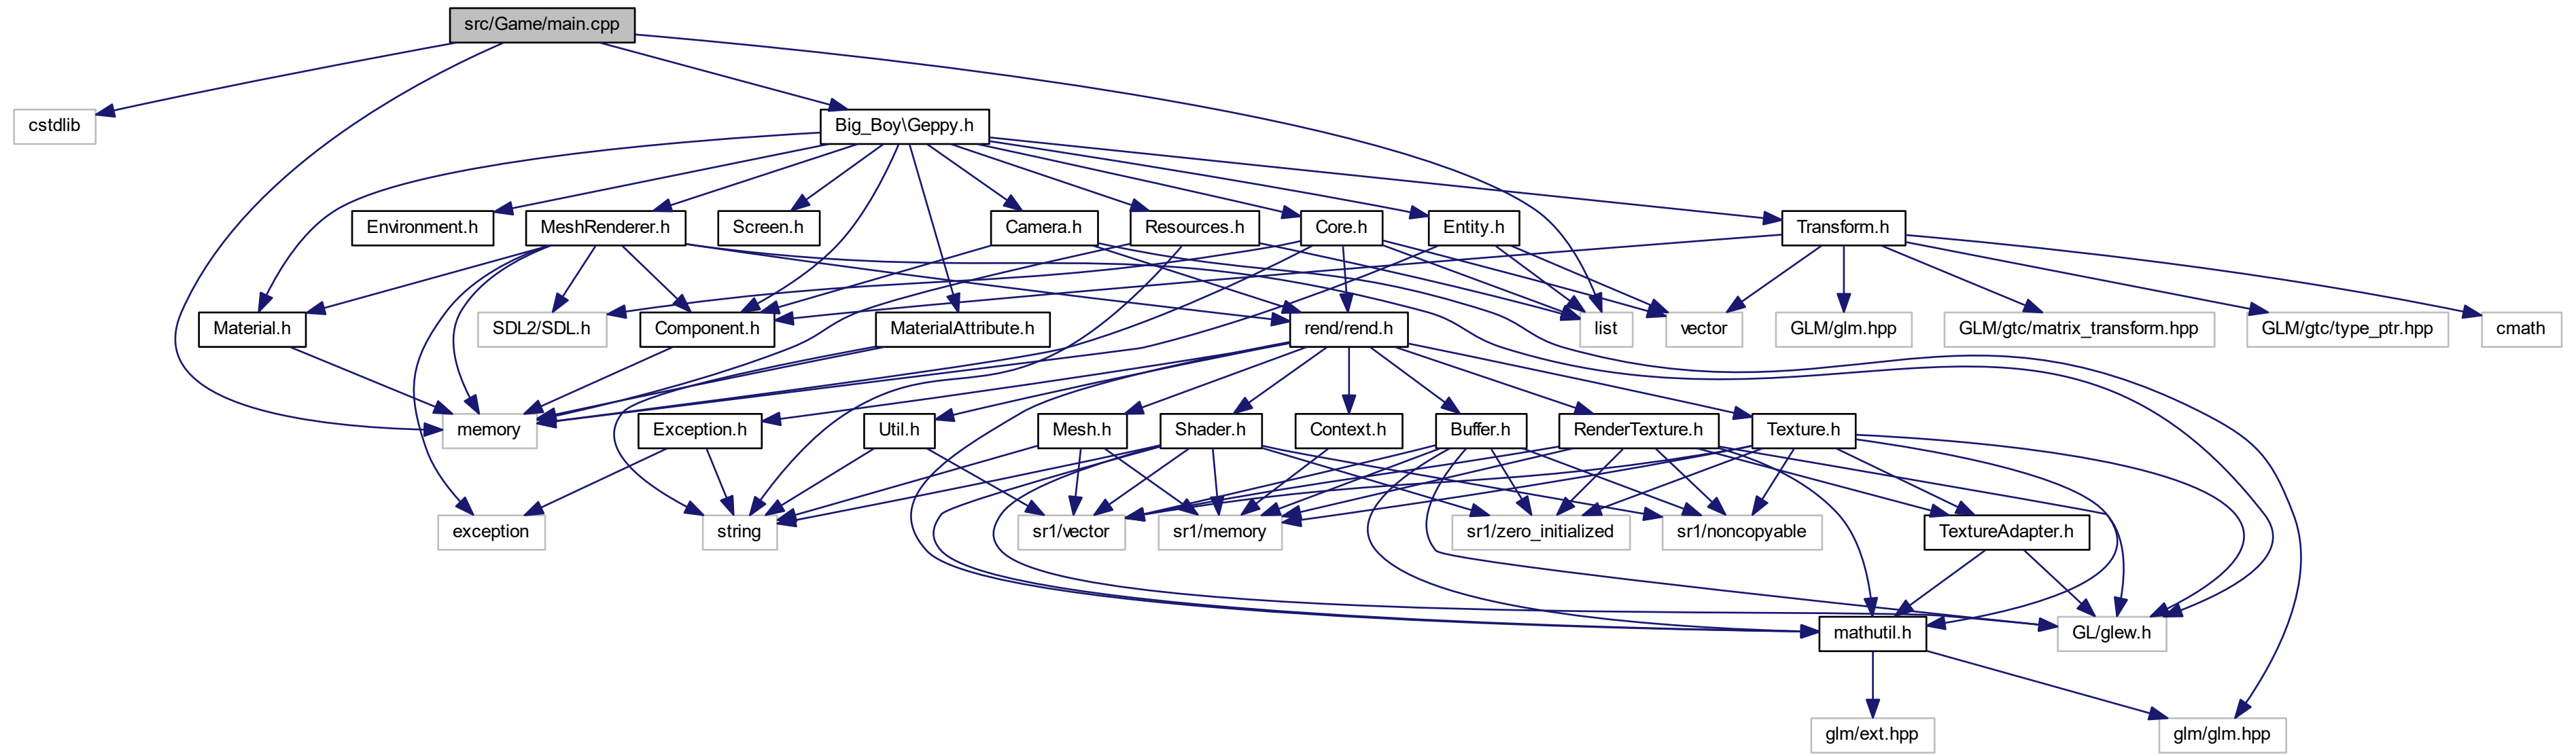 src/Game/main.cpp
cstdlib
Big_Boy\Geppy.h
Environment.h
MeshRenderer.h
Screen.h
Camera.h
Resources.h
Core.h
Entity.h
Transform.h
Material.h
SDL2/SDL.h
Component.h
MaterialAttribute.h
rend/rend.h
list
vector
GLM/glm.hpp
GLM/gtc/matrix_transform.hpp
GLM/gtc/type_ptr.hpp
cmath
memory
Exception.h
Util.h
Mesh.h
Shader.h
Context.h
Buffer.h
RenderTexture.h
Texture.h
exception
string
sr1/vector
sr1/memory
sr1/zero_initialized
sr1/noncopyable
TextureAdapter.h
mathutil.h
GL/glew.h
glm/ext.hpp
glm/glm.hpp